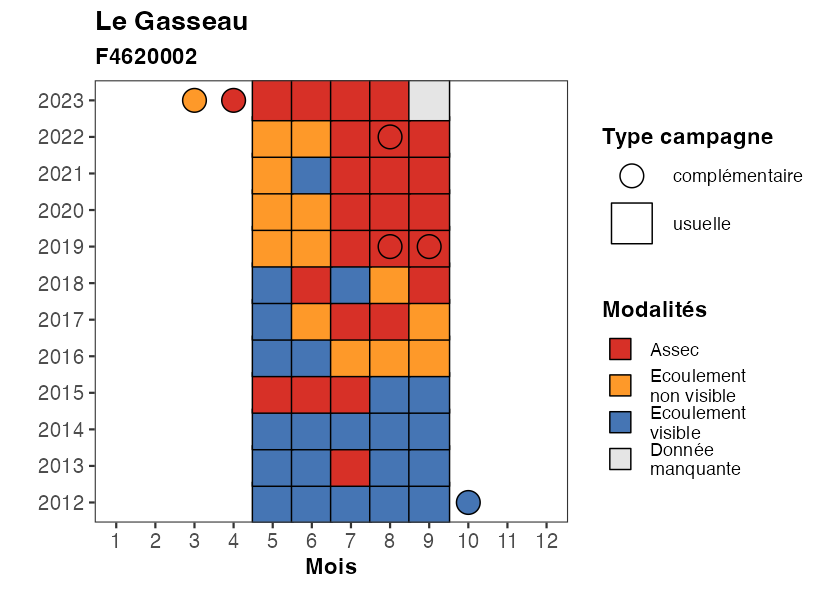 Le Gasseau
F4620002
2023
2022
2021
2020
2019
2018
2017
2016
2015
2014
2013
2012
1 2 3 4 5 6 7 8 9 10 11 12
Mois
Type campagne
complémentaire
usuelle
Modalités
Assec
Ecoulement
non visible
Ecoulement
visible
Donnée
manquante